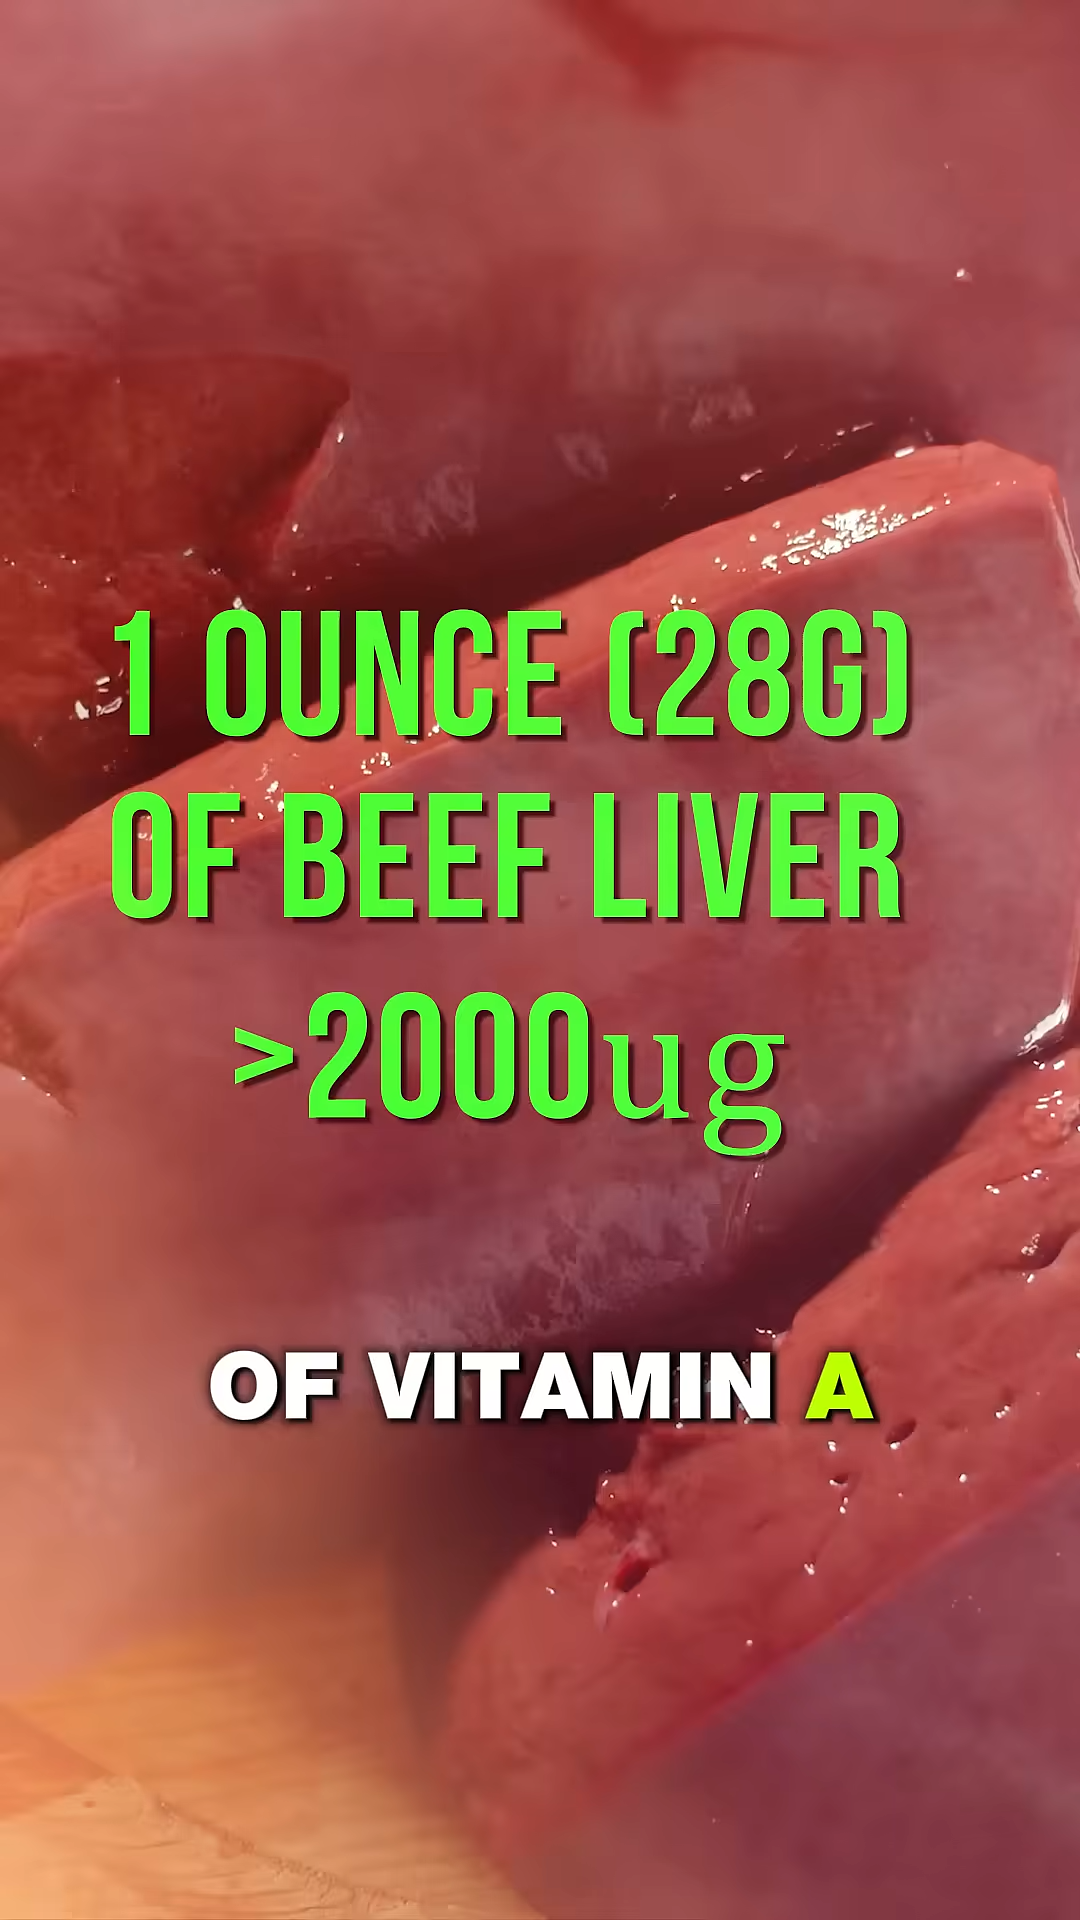 1 OUNCE (28G)
OF BEEF LIVER
>2000ug
OF VITAMIN A